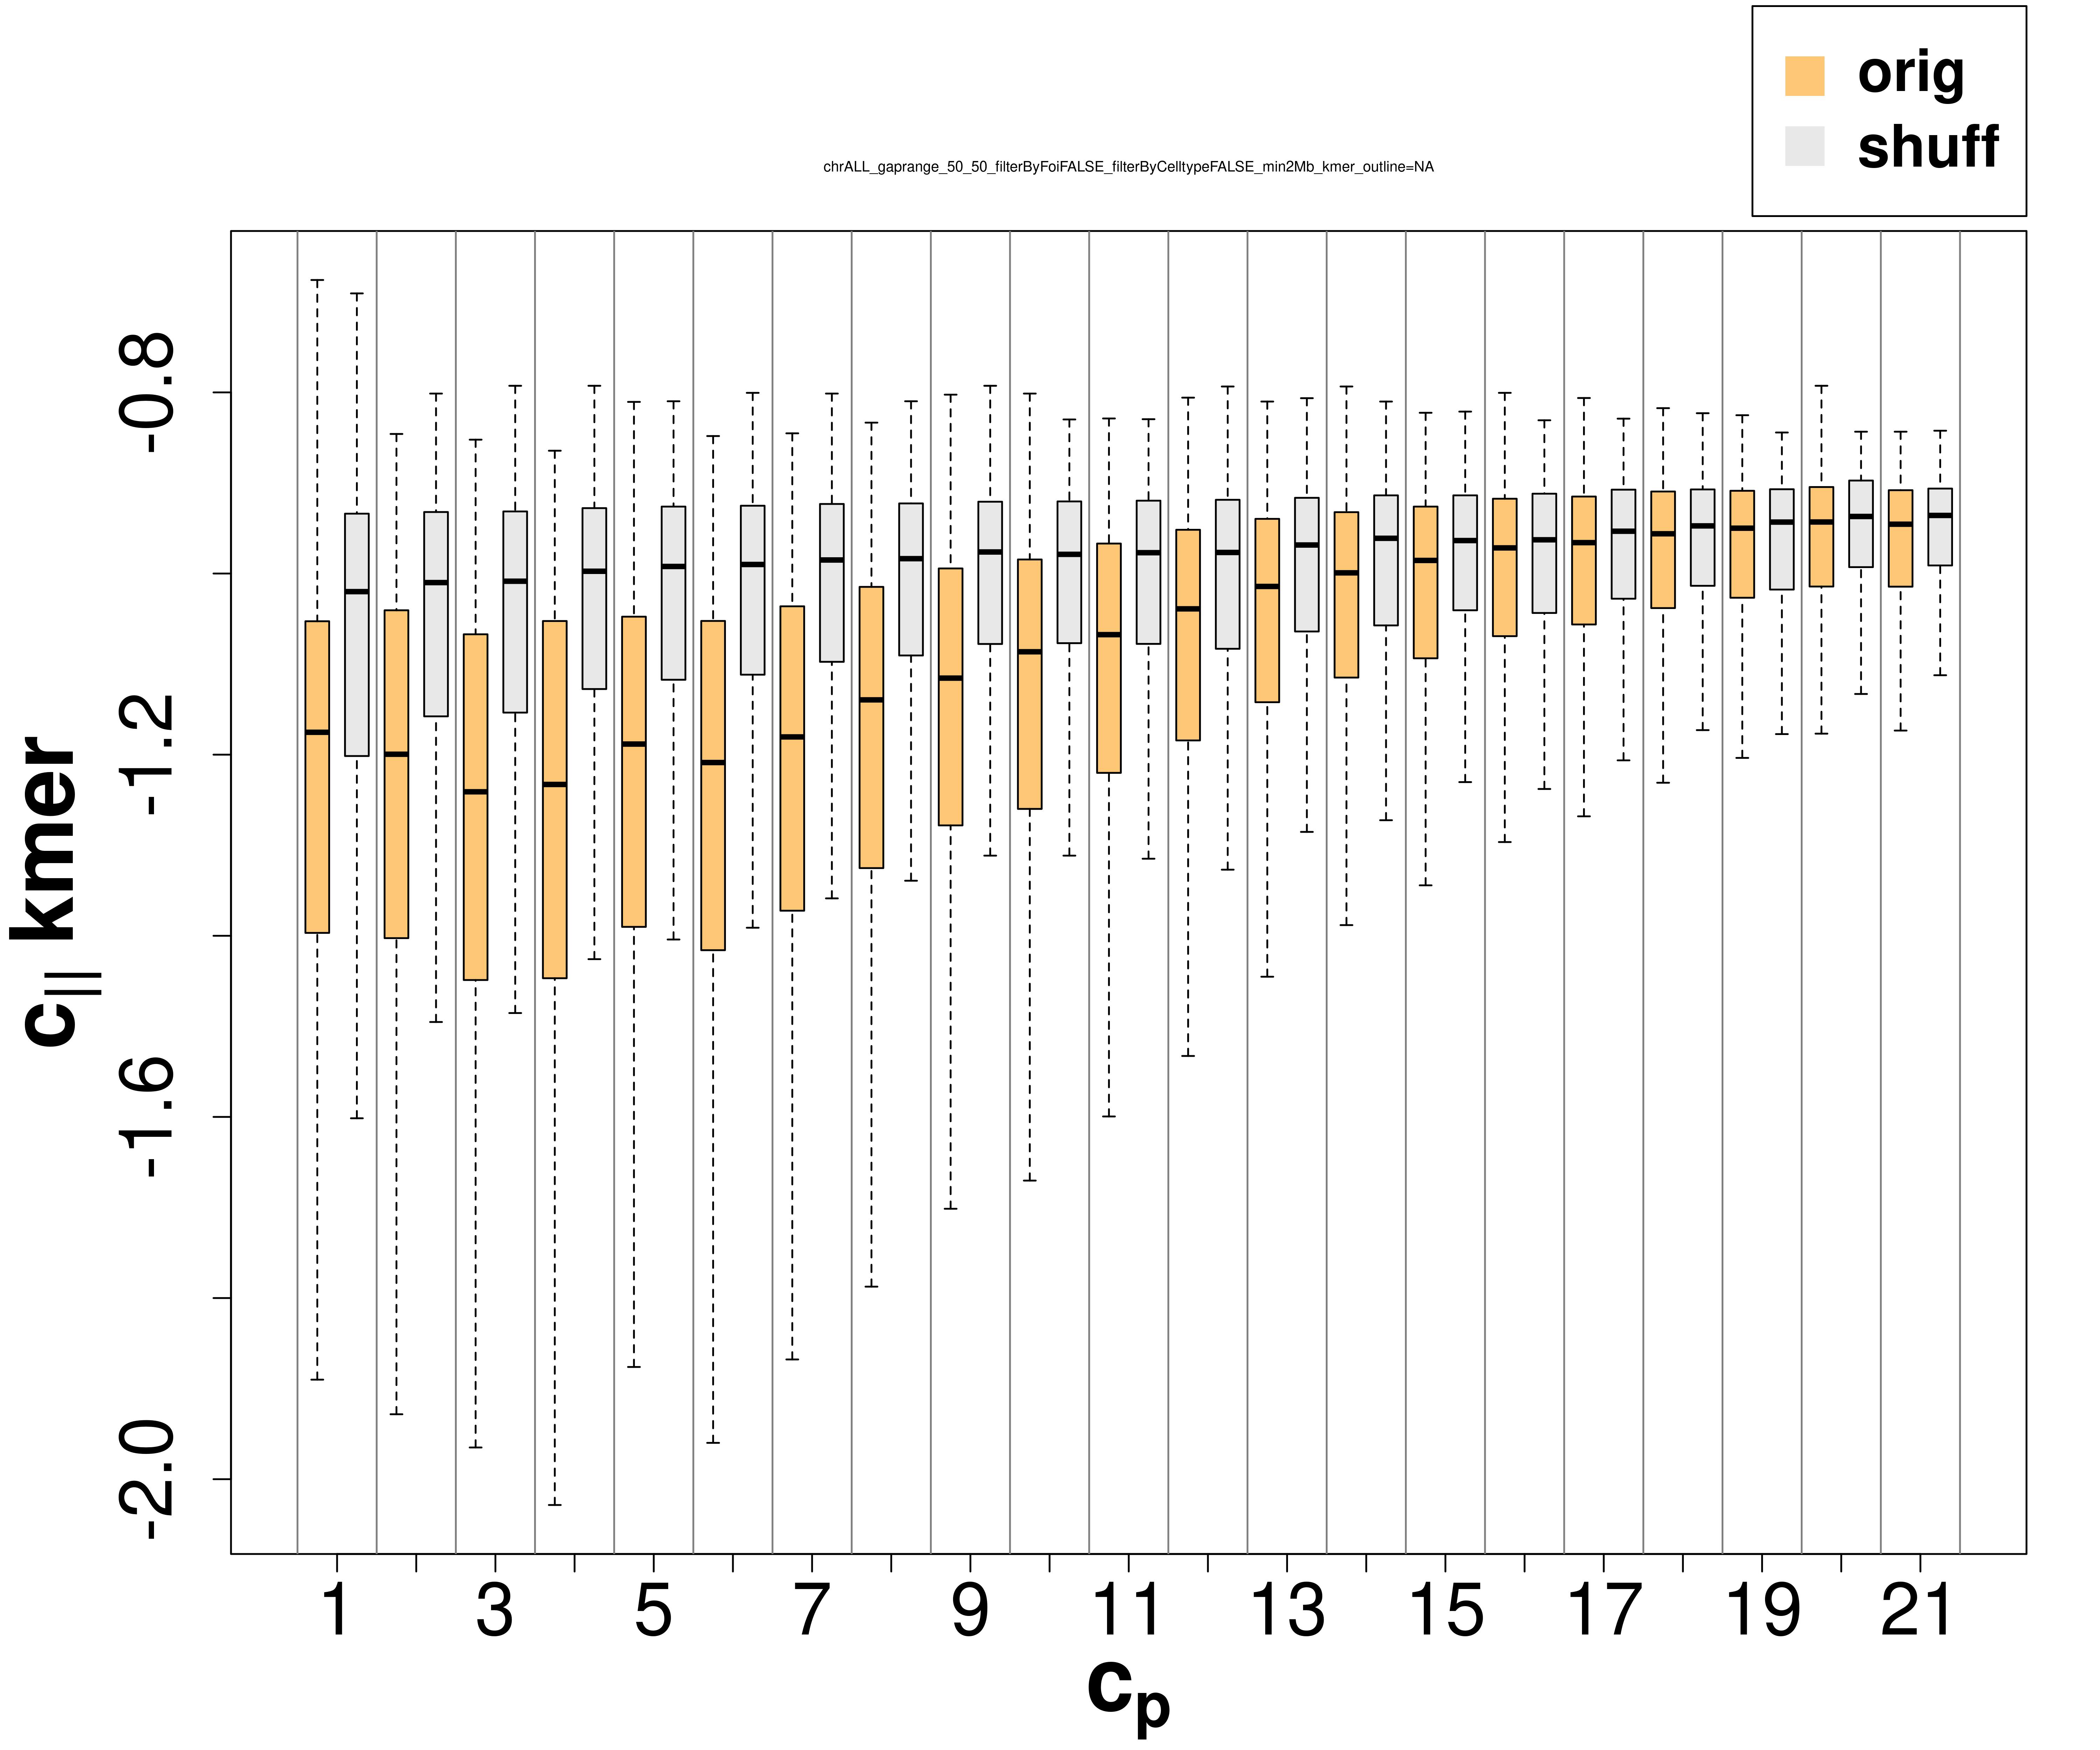 orig
shuff
chrALL_gaprange_50_50_filterByFoiFALSE_filterByCelltypeFALSE_min2Mb_kmer_outline=NA
c|| kmer
-0.8
-1.2
-1.6
-2.0
1 3 5 7 9 11 13 15 17 19 21
cp